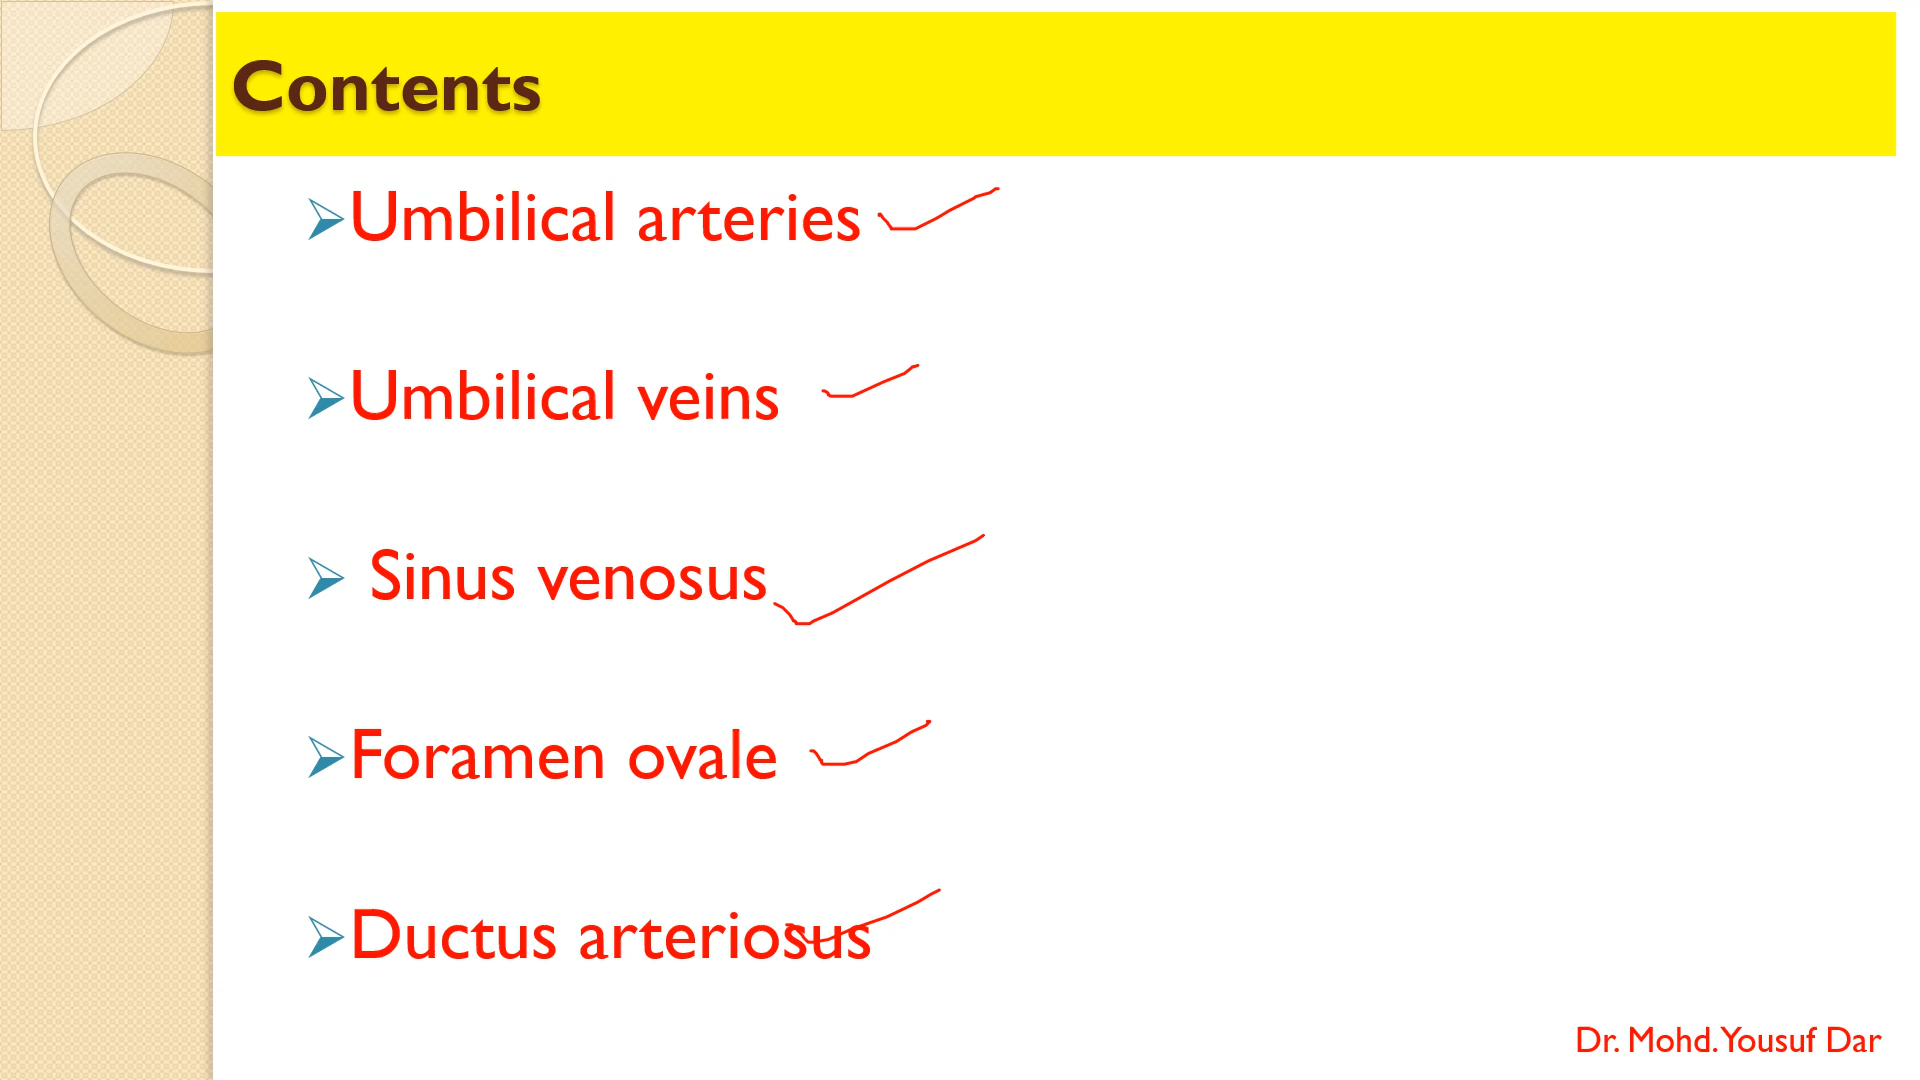 Contents
Umbilical arteries
Umbilical veins
Sinus venosus
Foramen ovale
Ductus arteriosus
Dr. Mohd. Yousuf Dar